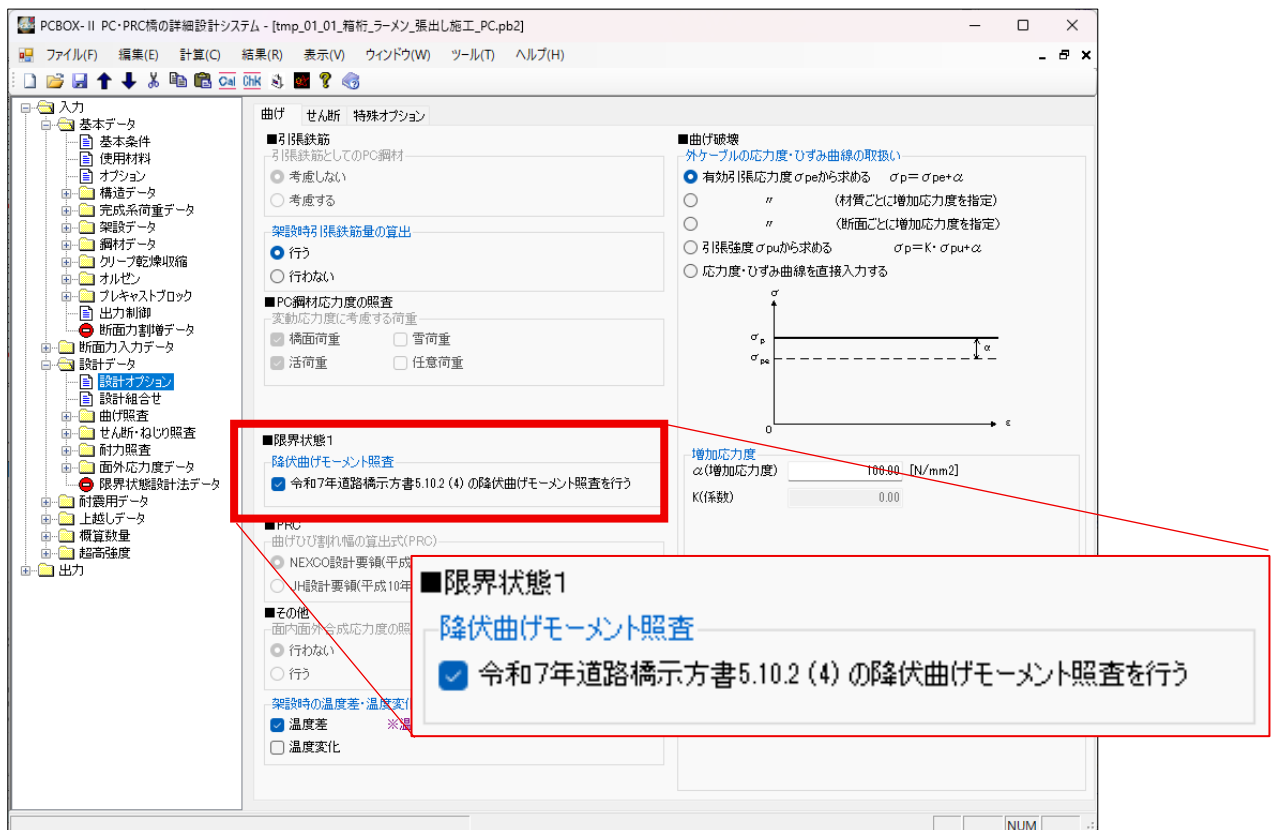 PCBOX-II PC・PRC橋の詳細設計システム - [tmp_01_01_箱桁_ラーメン_張出し施工_PC.pb2]
ファイル(F) 編集(E) 計算(C) 結果(R) 表示(V) ウィンドウ(W) ツール(T) ヘルプ(H)
Cal Chk
入力
基本データ
基本条件
使用材料
オプション
構造データ
完成系荷重データ
架設データ
鋼材データ
クリープ乾燥収縮
オルゼン
プレキャストブロック
出力制御
断面力割増データ
断面力入力データ
設計データ
設計オプション
設計組合せ
曲げ照査
せん断・ねじり照査
耐力照査
面外応力度データ
限界状態設計法データ
耐震用データ
上越しデータ
概算数量
超高強度
出力
曲げ せん断 特殊オプション
■引張鉄筋
引張鉄筋としてのPC鋼材
考慮しない
考慮する
架設時引張鉄筋量の算出
行う
行わない
■PC鋼材応力度の照査
変動応力度に考慮する荷重
橋面荷重 雪荷重
活荷重 任意荷重
■限界状態1
降伏曲げモーメント照査
令和7年道路橋示方書5.10.2 (4) の降伏曲げモーメント照査を行う
■PRC
曲げひび割れ幅の算出式(PRC)
NEXCO設計要領(平成
JH設計要領(平成10年
■その他
面内面外合成応力度の照
行わない
行う
架設時の温度差・温度変化
温度差 ※温
温度変化
■曲げ破壊
外ケーブルの応力度・ひずみ曲線の取扱い
有効引張応力度σpeから求める σp=σpe+α
〃 (材質ごとに増加応力度を指定)
〃 (断面ごとに増加応力度を指定)
引張強度σpuから求める σp=K・σpu+α
応力度・ひずみ曲線を直接入力する
σ
σp
α
σpe
0
ε
増加応力度
α(増加応力度) 100.00 [N/mm2]
K(係数) 0.00
■限界状態1
降伏曲げモーメント照査
令和7年道路橋示方書5.10.2 (4) の降伏曲げモーメント照査を行う
NUM